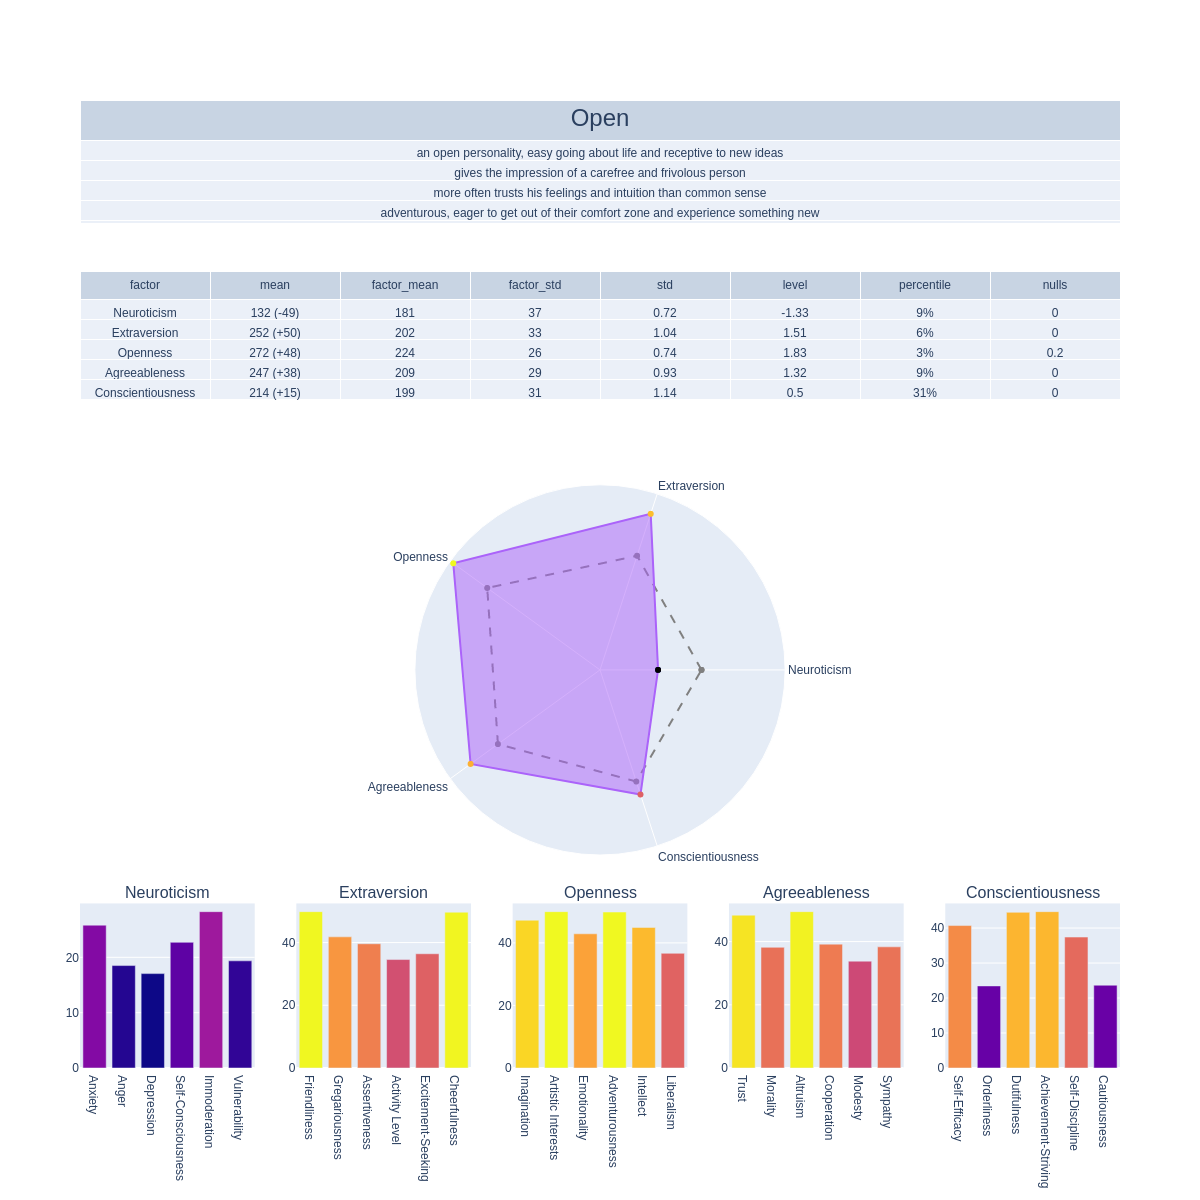 Open
an open personality, easy going about life and receptive to new ideas
gives the impression of a carefree and frivolous person
more often trusts his feelings and intuition than common sense
adventurous, eager to get out of their comfort zone and experience something new
factor mean factor_mean factor_std std level percentile nulls
Neuroticism 132 (-49) 181 37 0.72 -1.33 9% 0
Extraversion 252 (+50) 202 33 1.04 1.51 6% 0
Openness 272 (+48) 224 26 0.74 1.83 3% 0.2
Agreeableness 247 (+38) 209 29 0.93 1.32 9% 0
Conscientiousness 214 (+15) 199 31 1.14 0.5 31% 0
Extraversion
Openness
Neuroticism
Agreeableness
Conscientiousness
Neuroticism
20
10
0
Anxiety
Anger
Depression
Self-Consciousness
Immoderation
Vulnerability
Extraversion
40
20
0
Friendliness
Gregariousness
Assertiveness
Activity Level
Excitement-Seeking
Cheerfulness
Openness
40
20
0
Imagination
Artistic Interests
Emotionality
Adventurousness
Intellect
Liberalism
Agreeableness
40
20
0
Trust
Morality
Altruism
Cooperation
Modesty
Sympathy
Conscientiousness
40
30
20
10
0
Self-Efficacy
Orderliness
Dutifulness
Achievement-Striving
Self-Discipline
Cautiousness